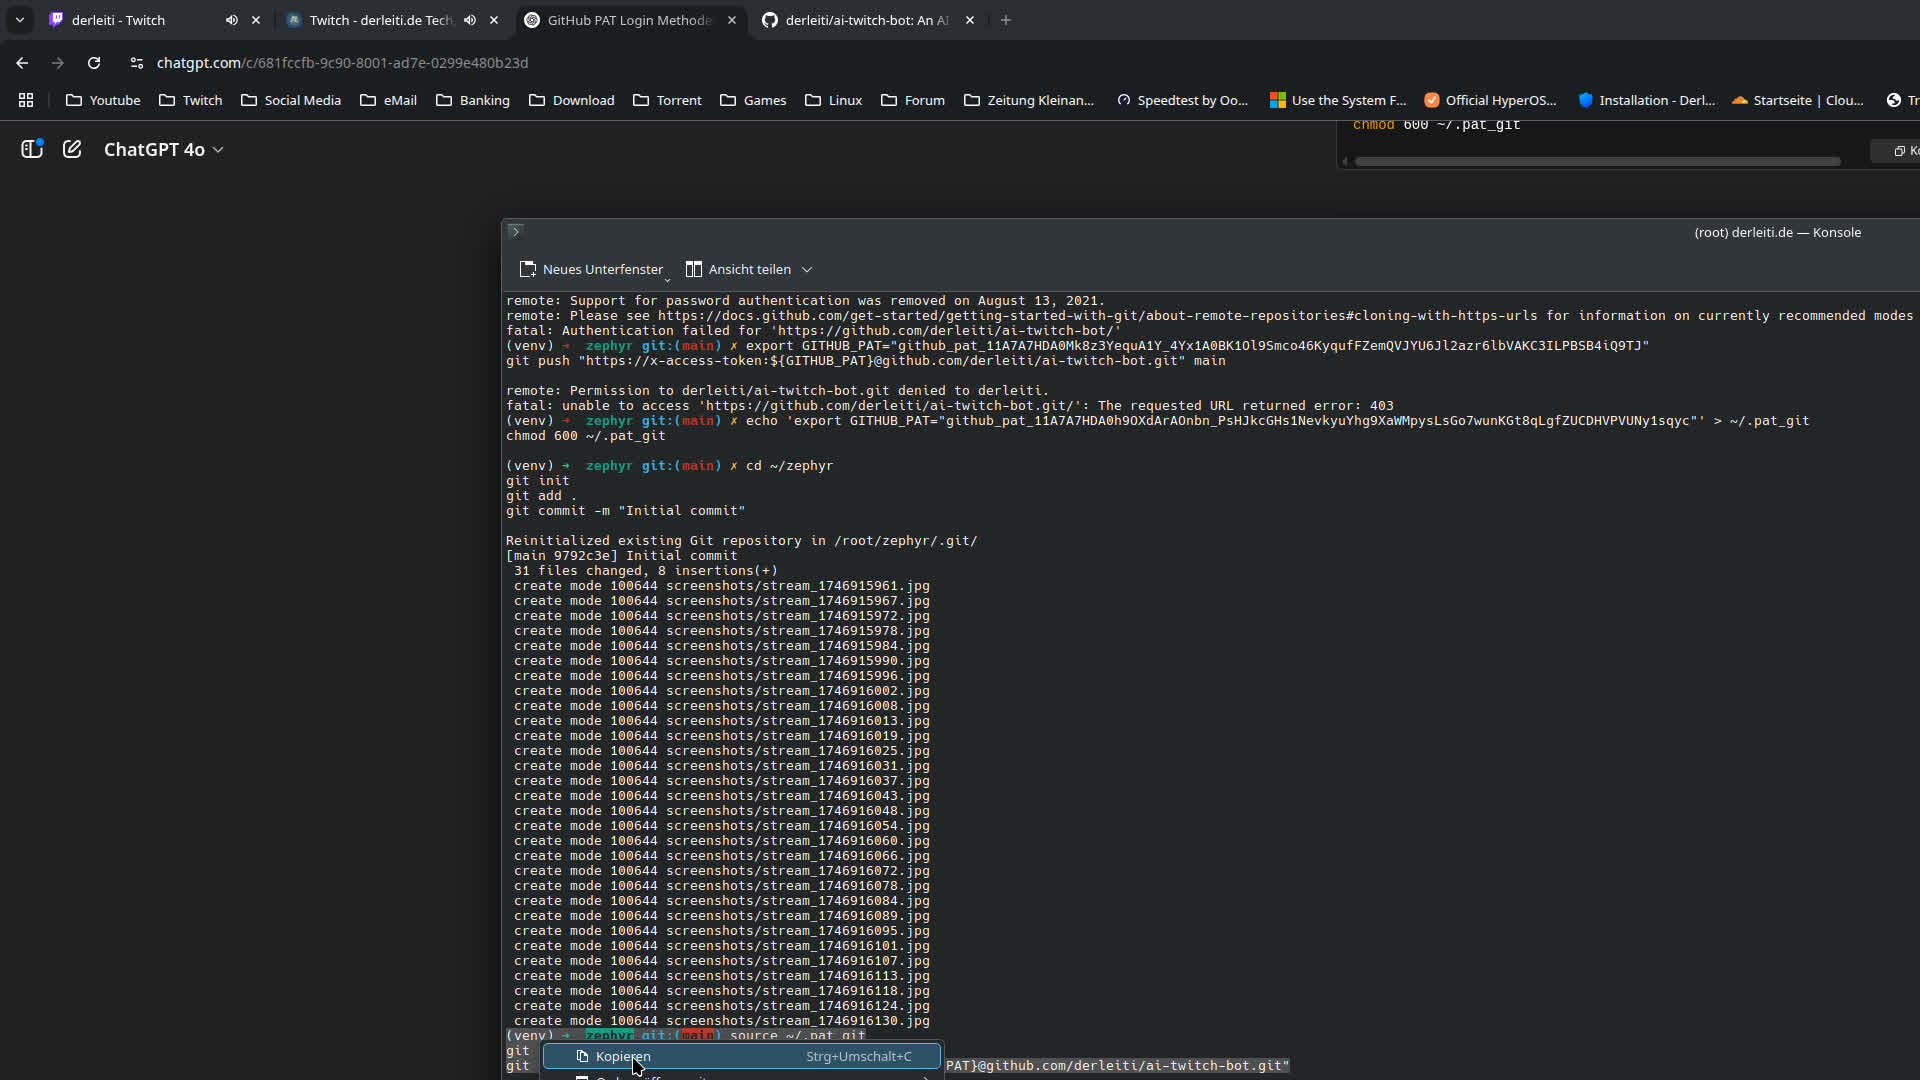 derleiti - Twitch
Twitch - derleiti.de Tech
GitHub PAT Login Methode
derleiti/ai-twitch-bot: An AI
chatgpt.com/c/681fccfb-9c90-8001-ad7e-0299e480b23d
Youtube Twitch Social Media eMail Banking Download Torrent Games Linux Forum Zeitung Kleinan... Speedtest by Oo... Use the System F... Official HyperOS... Installation - Derl... Startseite | Clou... Tr
ChatGPT 4o
chmod 600 ~/.pat_git
Ko
(root) derleiti.de — Konsole
Neues Unterfenster Ansicht teilen
remote: Support for password authentication was removed on August 13, 2021.
remote: Please see https://docs.github.com/get-started/getting-started-with-git/about-remote-repositories#cloning-with-https-urls for information on currently recommended modes
fatal: Authentication failed for 'https://github.com/derleiti/ai-twitch-bot/'
(venv) ➜ zephyr git:(main) ✗ export GITHUB_PAT="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"
git push "https://x-access-token:${GITHUB_PAT}@github.com/derleiti/ai-twitch-bot.git" main
remote: Permission to derleiti/ai-twitch-bot.git denied to derleiti.
fatal: unable to access 'https://github.com/derleiti/ai-twitch-bot.git/': The requested URL returned error: 403
(venv) ➜ zephyr git:(main) ✗ echo 'export GITHUB_PAT="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"' > ~/.pat_git
chmod 600 ~/.pat_git
(venv) ➜ zephyr git:(main) ✗ cd ~/zephyr
git init
git add .
git commit -m "Initial commit"
Reinitialized existing Git repository in /root/zephyr/.git/
[main 9792c3e] Initial commit
31 files changed, 8 insertions(+)
create mode 100644 screenshots/stream_1746915961.jpg
create mode 100644 screenshots/stream_1746915967.jpg
create mode 100644 screenshots/stream_1746915972.jpg
create mode 100644 screenshots/stream_1746915978.jpg
create mode 100644 screenshots/stream_1746915984.jpg
create mode 100644 screenshots/stream_1746915990.jpg
create mode 100644 screenshots/stream_1746915996.jpg
create mode 100644 screenshots/stream_1746916002.jpg
create mode 100644 screenshots/stream_1746916008.jpg
create mode 100644 screenshots/stream_1746916013.jpg
create mode 100644 screenshots/stream_1746916019.jpg
create mode 100644 screenshots/stream_1746916025.jpg
create mode 100644 screenshots/stream_1746916031.jpg
create mode 100644 screenshots/stream_1746916037.jpg
create mode 100644 screenshots/stream_1746916043.jpg
create mode 100644 screenshots/stream_1746916048.jpg
create mode 100644 screenshots/stream_1746916054.jpg
create mode 100644 screenshots/stream_1746916060.jpg
create mode 100644 screenshots/stream_1746916066.jpg
create mode 100644 screenshots/stream_1746916072.jpg
create mode 100644 screenshots/stream_1746916078.jpg
create mode 100644 screenshots/stream_1746916084.jpg
create mode 100644 screenshots/stream_1746916089.jpg
create mode 100644 screenshots/stream_1746916095.jpg
create mode 100644 screenshots/stream_1746916101.jpg
create mode 100644 screenshots/stream_1746916107.jpg
create mode 100644 screenshots/stream_1746916113.jpg
create mode 100644 screenshots/stream_1746916118.jpg
create mode 100644 screenshots/stream_1746916124.jpg
create mode 100644 screenshots/stream_1746916130.jpg
(venv) ➜ zephyr git:(main) source ~/.pat_git
git
Kopieren Strg+Umschalt+C
git PAT}@github.com/derleiti/ai-twitch-bot.git"